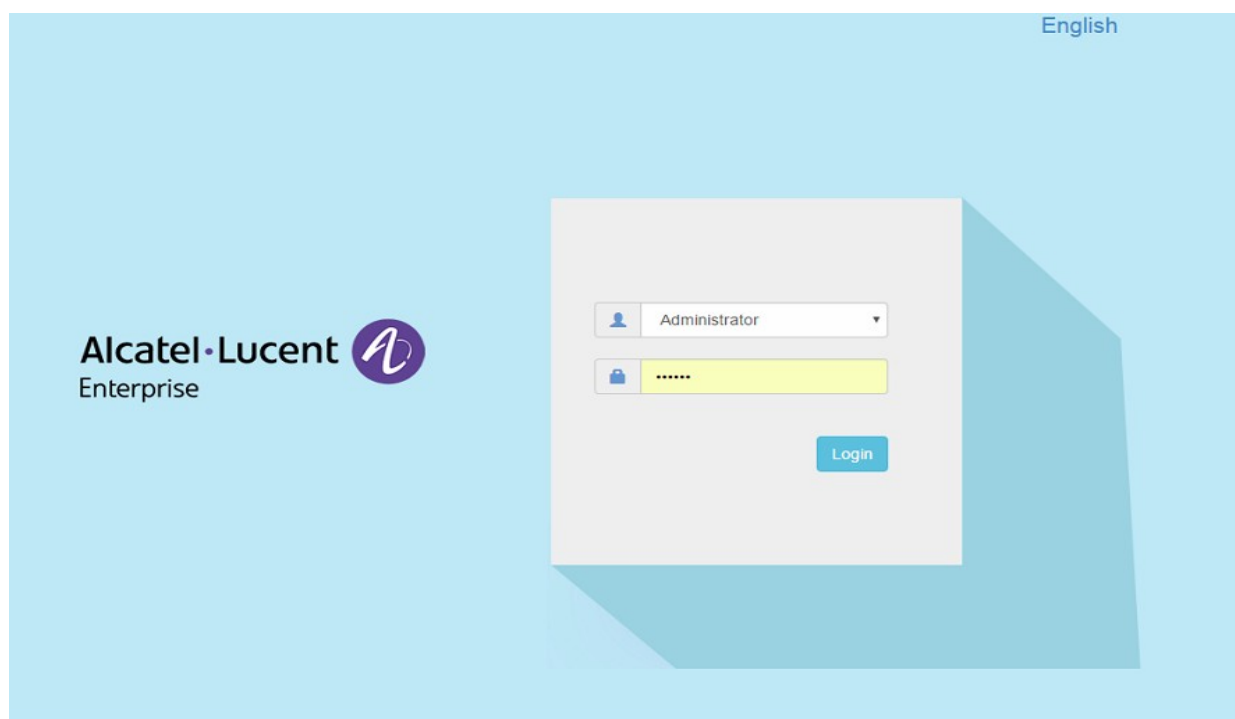 English
Alcatel·Lucent
Enterprise
Administrator
••••••
Login